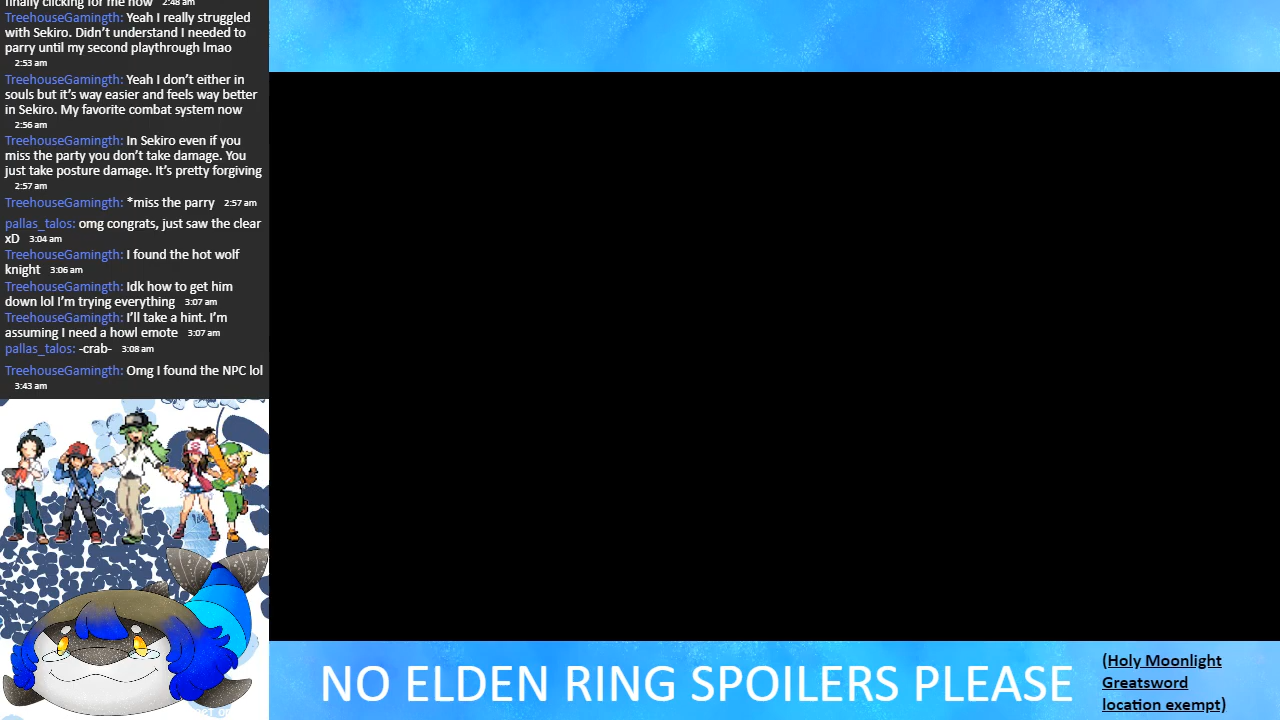 finally clicking for me now 2:48 am
TreehouseGamingth: Yeah I really struggled
with Sekiro. Didn't understand I needed to
parry until my second playthrough lmao
2:53 am
TreehouseGamingth: Yeah I don't either in
souls but it's way easier and feels way better
in Sekiro. My favorite combat system now
2:56 am
TreehouseGamingth: In Sekiro even if you
miss the party you don't take damage. You
just take posture damage. It's pretty forgiving
2:57 am
TreehouseGamingth: *miss the parry 2:57 am
pallas_talos: omg congrats, just saw the clear
xD 3:04 am
TreehouseGamingth: I found the hot wolf
knight 3:06 am
TreehouseGamingth: Idk how to get him
down lol I'm trying everything 3:07 am
TreehouseGamingth: I'll take a hint. I'm
assuming I need a howl emote 3:07 am
pallas_talos: -crab- 3:08 am
TreehouseGamingth: Omg I found the NPC lol
3:43 am
NO ELDEN RING SPOILERS PLEASE
(Holy Moonlight
Greatsword
location exempt)